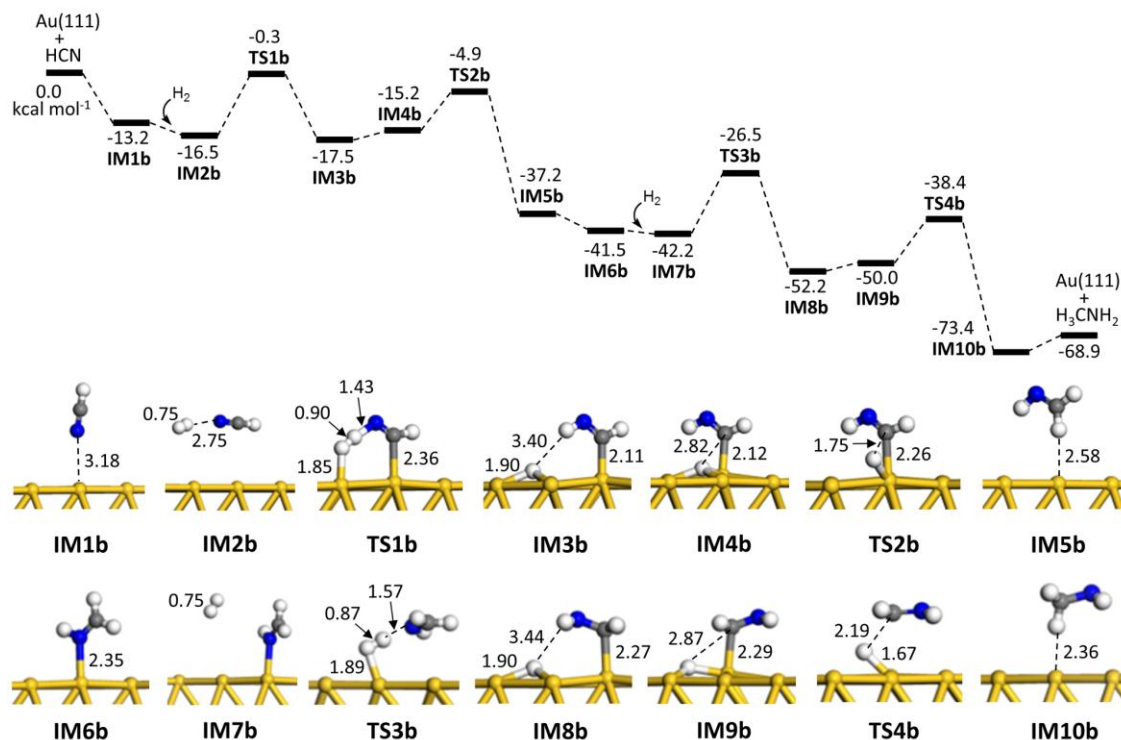 Au(111)
+
HCN
0.0
kcal mol-1
-13.2
IM1b
H2
-16.5
IM2b
-0.3
TS1b
-17.5
IM3b
-15.2
IM4b
-4.9
TS2b
-37.2
IM5b
-41.5
IM6b
H2
-42.2
IM7b
-26.5
TS3b
-52.2
IM8b
-50.0
IM9b
-38.4
TS4b
-73.4
IM10b
Au(111)
+
H3CNH2
-68.9
3.18
0.75
2.75
0.90
1.43
1.85
2.36
3.40
1.90
2.11
2.82
2.12
1.75
2.26
2.58
IM1b
IM2b
TS1b
IM3b
IM4b
TS2b
IM5b
2.35
0.75
0.87
1.57
1.89
3.44
1.90
2.27
2.87
2.29
2.19
1.67
2.36
IM6b
IM7b
TS3b
IM8b
IM9b
TS4b
IM10b